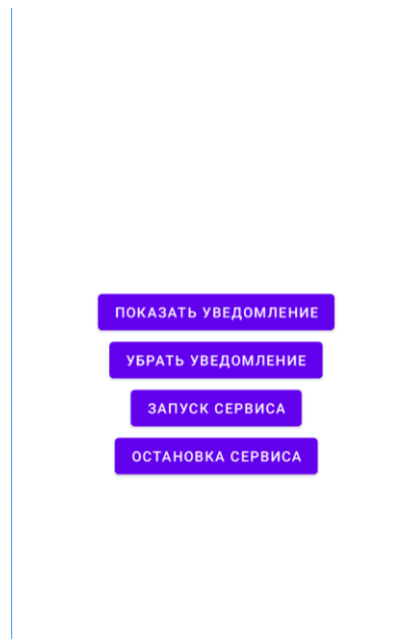 ПОКАЗАТЬ УВЕДОМЛЕНИЕ
УБРАТЬ УВЕДОМЛЕНИЕ
ЗАПУСК СЕРВИСА
ОСТАНОВКА СЕРВИСА